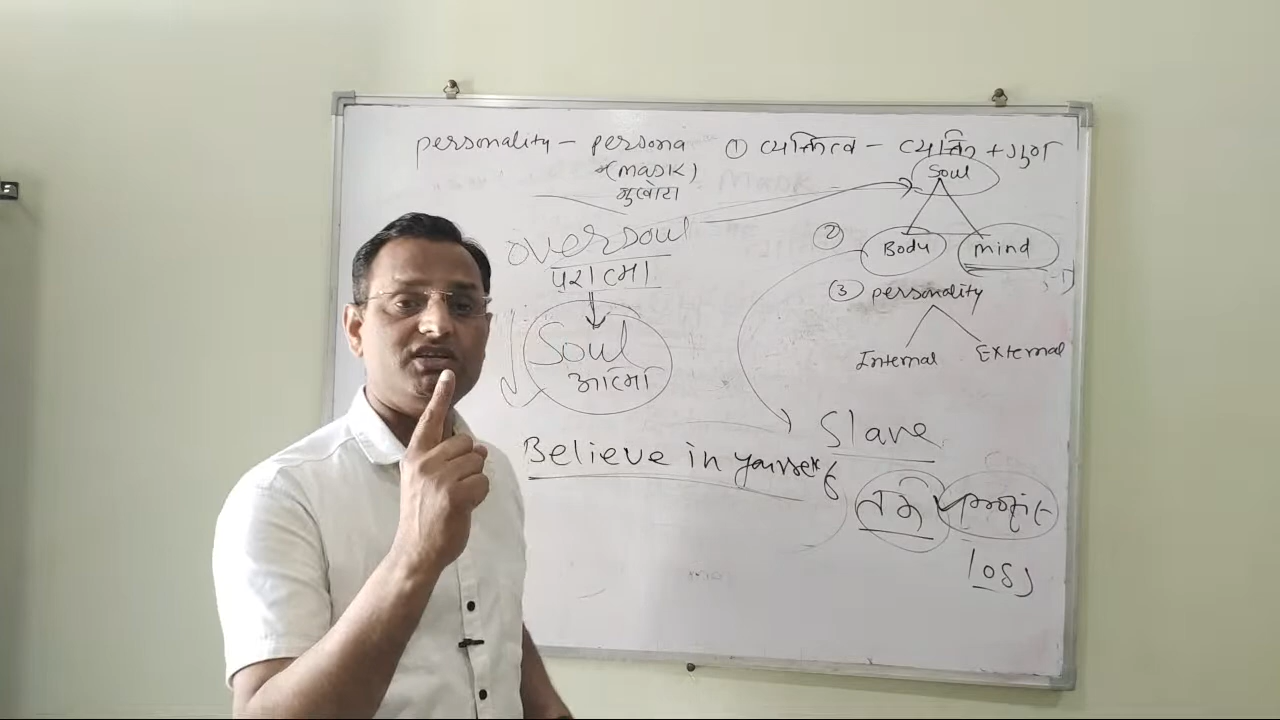 personality – persona
(mask)
मुखोटा
① व्यक्तित्व – व्यक्ति + गुण
Soul
② Body mind
③ personality
Internal External
oversoul
परात्मा
Soul
आत्मा
Believe in yourself
Slave
तर्क profit
loss